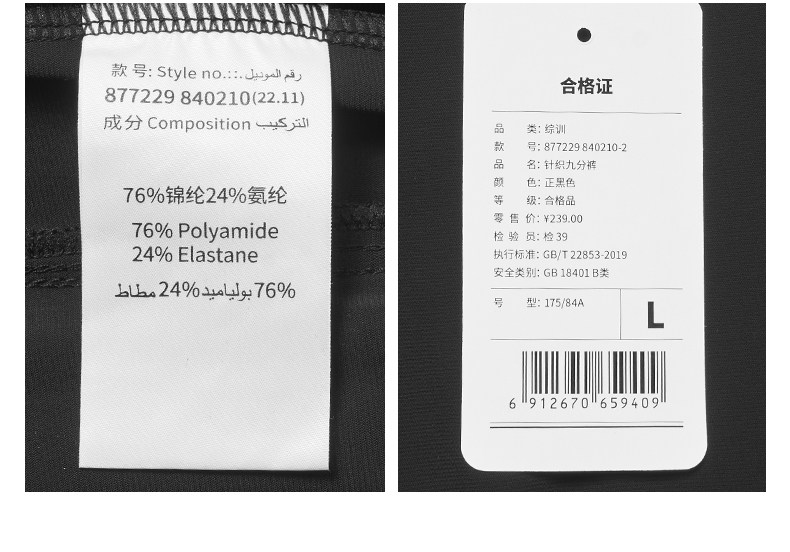 款号: Style no.::. رقم الموديل
877229 840210(22.11)
成分 Composition التركيب
76%锦纶24%氨纶
76% Polyamide
24% Elastane
76%بولياميد24% مطاط
合格证
品 类: 综训
款 号: 877229 840210-2
品 名: 针织九分裤
颜 色: 正黑色
等 级: 合格品
零 售 价: ¥239.00
检 验 员: 检 39
执行标准: GB/T 22853-2019
安全类别: GB 18401 B类
号 型: 175/84A
L
6 912670 659409